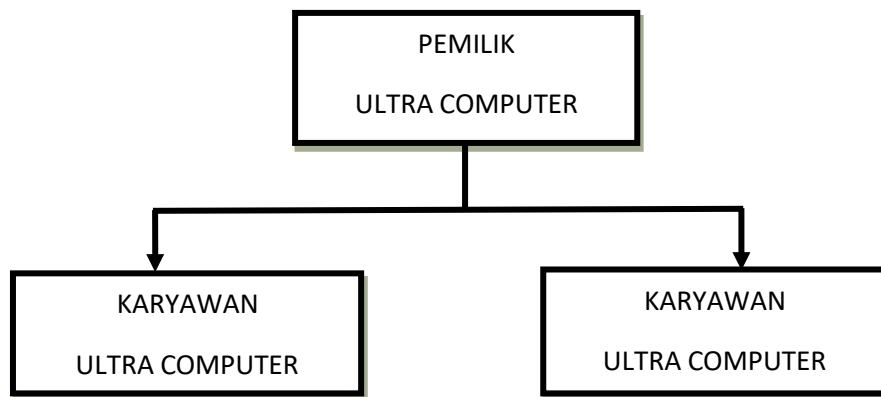 PEMILIK
ULTRA COMPUTER
KARYAWAN
ULTRA COMPUTER
KARYAWAN
ULTRA COMPUTER